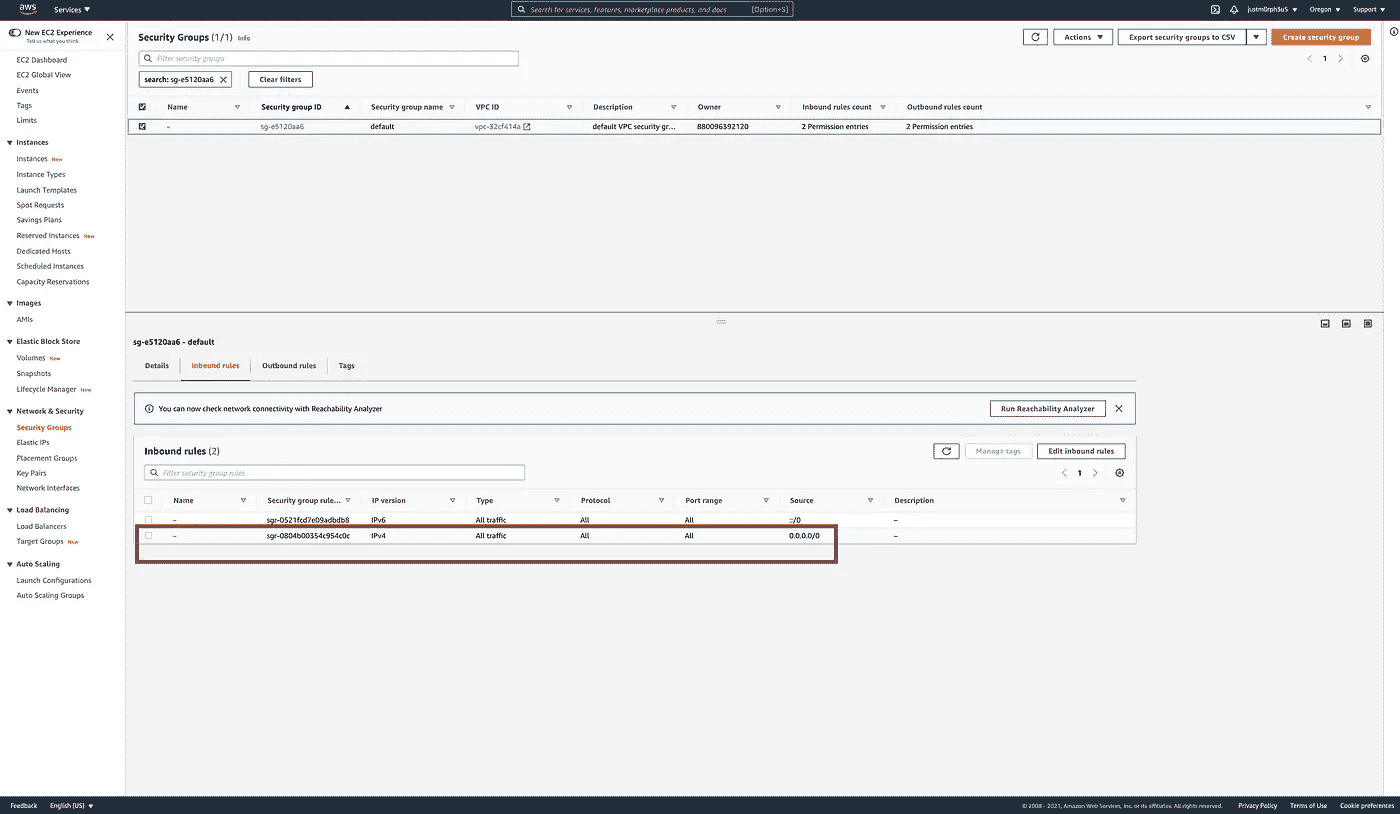 aws Services ▼ Search for services, features, marketplace products, and docs [Option+S] justm0rph3u5 ▼ Oregon ▼ Support ▼
New EC2 Experience
Tell us what you think
EC2 Dashboard
EC2 Global View
Events
Tags
Limits
Instances
Instances New
Instance Types
Launch Templates
Spot Requests
Savings Plans
Reserved Instances New
Dedicated Hosts
Scheduled Instances
Capacity Reservations
Images
AMIs
Elastic Block Store
Volumes New
Snapshots
Lifecycle Manager New
Network & Security
Security Groups
Elastic IPs
Placement Groups
Key Pairs
Network Interfaces
Load Balancing
Load Balancers
Target Groups New
Auto Scaling
Launch Configurations
Auto Scaling Groups
Security Groups (1/1) Info Actions ▼ Export security groups to CSV ▼ Create security group
Filter security groups < 1 >
search: sg-e5120aa6 Clear filters
Name Security group ID Security group name VPC ID Description Owner Inbound rules count Outbound rules count
– sg-e5120aa6 default vpc-32cf414a default VPC security gr... 880096392120 2 Permission entries 2 Permission entries
sg-e5120aa6 - default
Details Inbound rules Outbound rules Tags
You can now check network connectivity with Reachability Analyzer Run Reachability Analyzer
Inbound rules (2) Manage tags Edit inbound rules
Filter security group rules < 1 >
Name Security group rule... IP version Type Protocol Port range Source Description
– sgr-0521fcd7e09adbdb8 IPv6 All traffic All All ::/0 –
– sgr-0804b00354c954c0c IPv4 All traffic All All 0.0.0.0/0 –
Feedback English (US) ▼ © 2008 - 2021, Amazon Web Services, Inc. or its affiliates. All rights reserved. Privacy Policy Terms of Use Cookie preferences